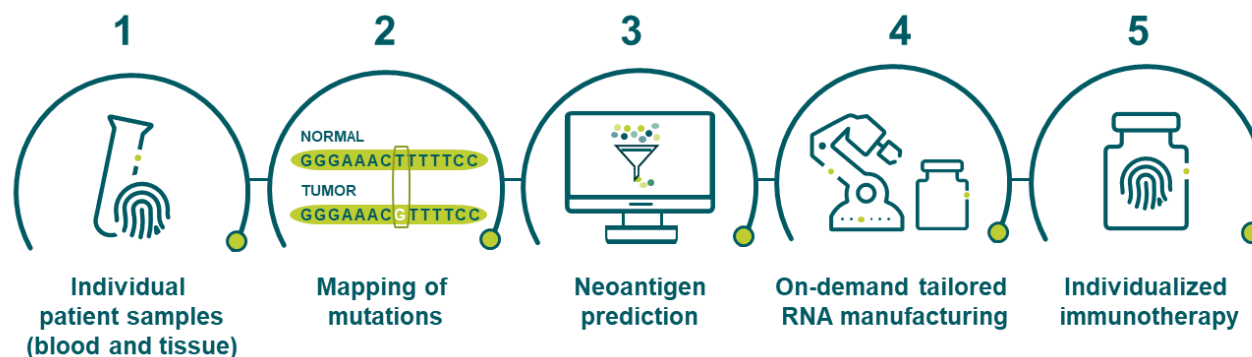 1
2
3
4
5
NORMAL
GGGAAACTTTTTCC
TUMOR
GGGAAACGTTTTCC
Individual
patient samples
(blood and tissue)
Mapping of
mutations
Neoantigen
prediction
On-demand tailored
RNA manufacturing
Individualized
immunotherapy